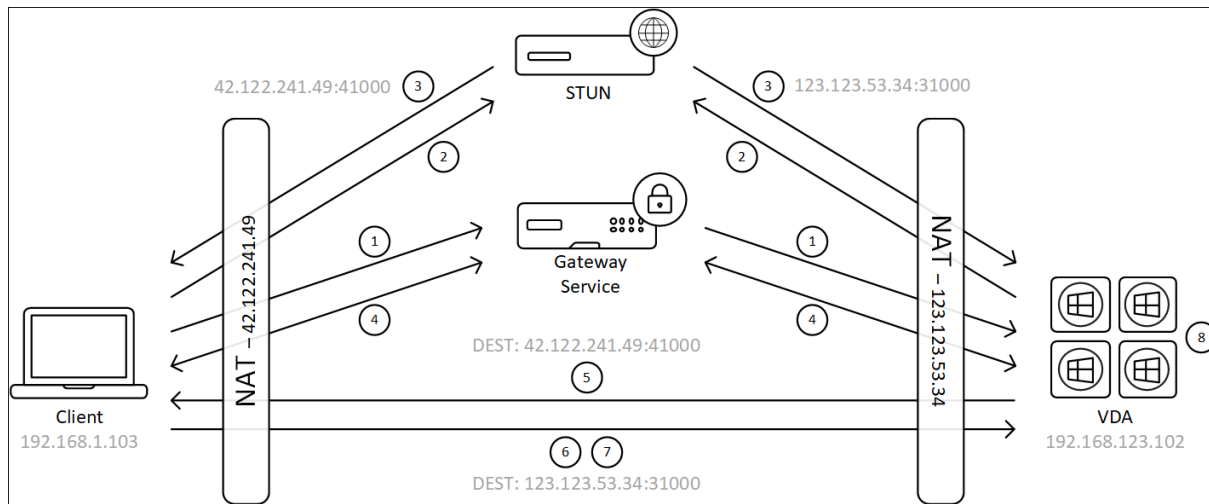 42.122.241.49:41000
3
STUN
3
123.123.53.34:31000
2
2
NAT – 42.122.241.49
NAT – 123.123.53.34
1
Gateway
Service
1
4
4
8
DEST: 42.122.241.49:41000
5
Client
192.168.1.103
VDA
192.168.123.102
6
7
DEST: 123.123.53.34:31000